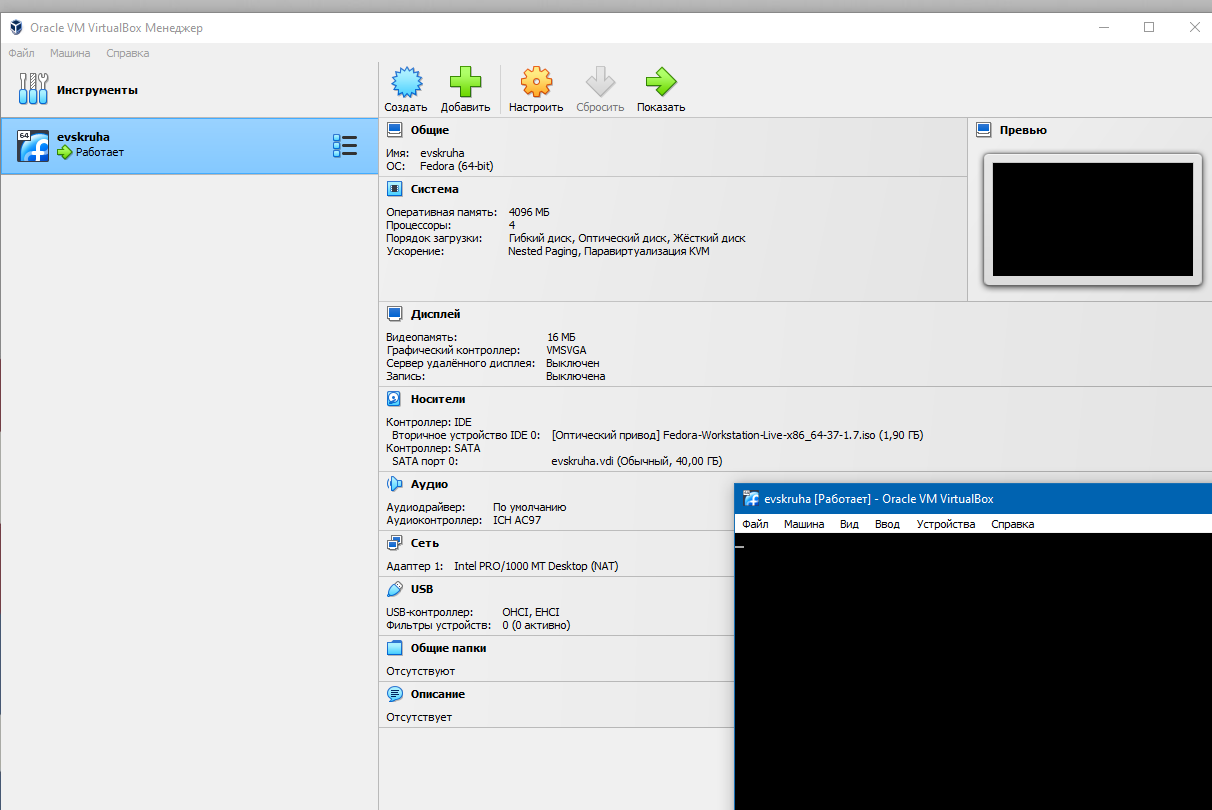 Oracle VM VirtualBox Менеджер
Файл Машина Справка
Инструменты
Создать Добавить Настроить Сбросить Показать
64
evskruha
Работает
Общие
Имя: evskruha
ОС: Fedora (64-bit)
Превью
Система
Оперативная память: 4096 МБ
Процессоры: 4
Порядок загрузки: Гибкий диск, Оптический диск, Жёсткий диск
Ускорение: Nested Paging, Паравиртуализация KVM
Дисплей
Видеопамять: 16 МБ
Графический контроллер: VMSVGA
Сервер удалённого дисплея: Выключен
Запись: Выключена
Носители
Контроллер: IDE
Вторичное устройство IDE 0: [Оптический привод] Fedora-Workstation-Live-x86_64-37-1.7.iso (1,90 ГБ)
Контроллер: SATA
SATA порт 0: evskruha.vdi (Обычный, 40,00 ГБ)
Аудио
Аудиодрайвер: По умолчанию
Аудиоконтроллер: ICH AC97
Сеть
Адаптер 1: Intel PRO/1000 MT Desktop (NAT)
USB
USB-контроллер: OHCI, EHCI
Фильтры устройств: 0 (0 активно)
Общие папки
Отсутствуют
Описание
Отсутствует
evskruha [Работает] - Oracle VM VirtualBox
Файл Машина Вид Ввод Устройства Справка